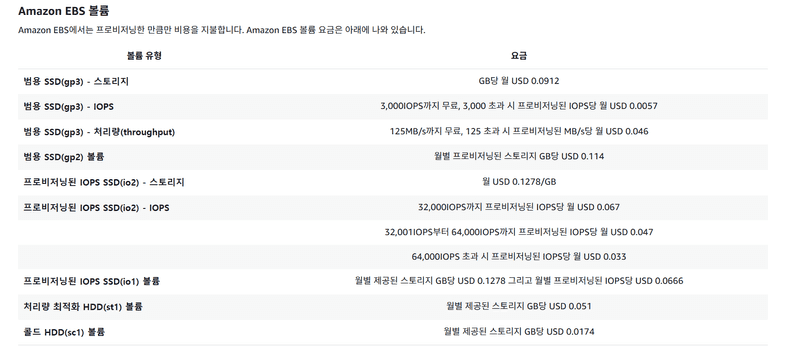 Amazon EBS 볼륨
Amazon EBS에서는 프로비저닝한 만큼만 비용을 지불합니다. Amazon EBS 볼륨 요금은 아래에 나와 있습니다.
볼륨 유형 요금
범용 SSD(gp3) - 스토리지 GB당 월 USD 0.0912
범용 SSD(gp3) - IOPS 3,000IOPS까지 무료, 3,000 초과 시 프로비저닝된 IOPS당 월 USD 0.0057
범용 SSD(gp3) - 처리량(throughput) 125MB/s까지 무료, 125 초과 시 프로비저닝된 MB/s당 월 USD 0.046
범용 SSD(gp2) 볼륨 월별 프로비저닝된 스토리지 GB당 USD 0.114
프로비저닝된 IOPS SSD(io2) - 스토리지 월 USD 0.1278/GB
프로비저닝된 IOPS SSD(io2) - IOPS 32,000IOPS까지 프로비저닝된 IOPS당 월 USD 0.067
32,001IOPS부터 64,000IOPS까지 프로비저닝된 IOPS당 월 USD 0.047
64,000IOPS 초과 시 프로비저닝된 IOPS당 월 USD 0.033
프로비저닝된 IOPS SSD(io1) 볼륨 월별 제공된 스토리지 GB당 USD 0.1278 그리고 월별 프로비저닝된 IOPS당 USD 0.0666
처리량 최적화 HDD(st1) 볼륨 월별 제공된 스토리지 GB당 USD 0.051
콜드 HDD(sc1) 볼륨 월별 제공된 스토리지 GB당 USD 0.0174